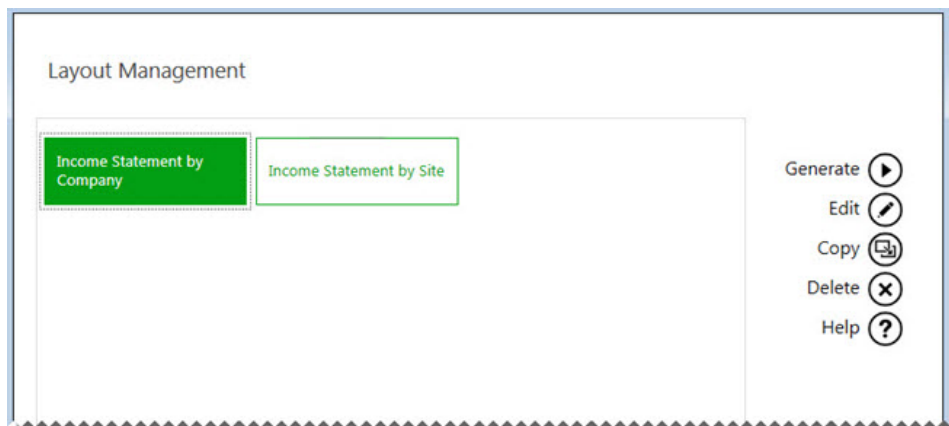 Layout Management
Income Statement by
Company
Income Statement by Site
Generate
Edit
Copy
Delete
Help